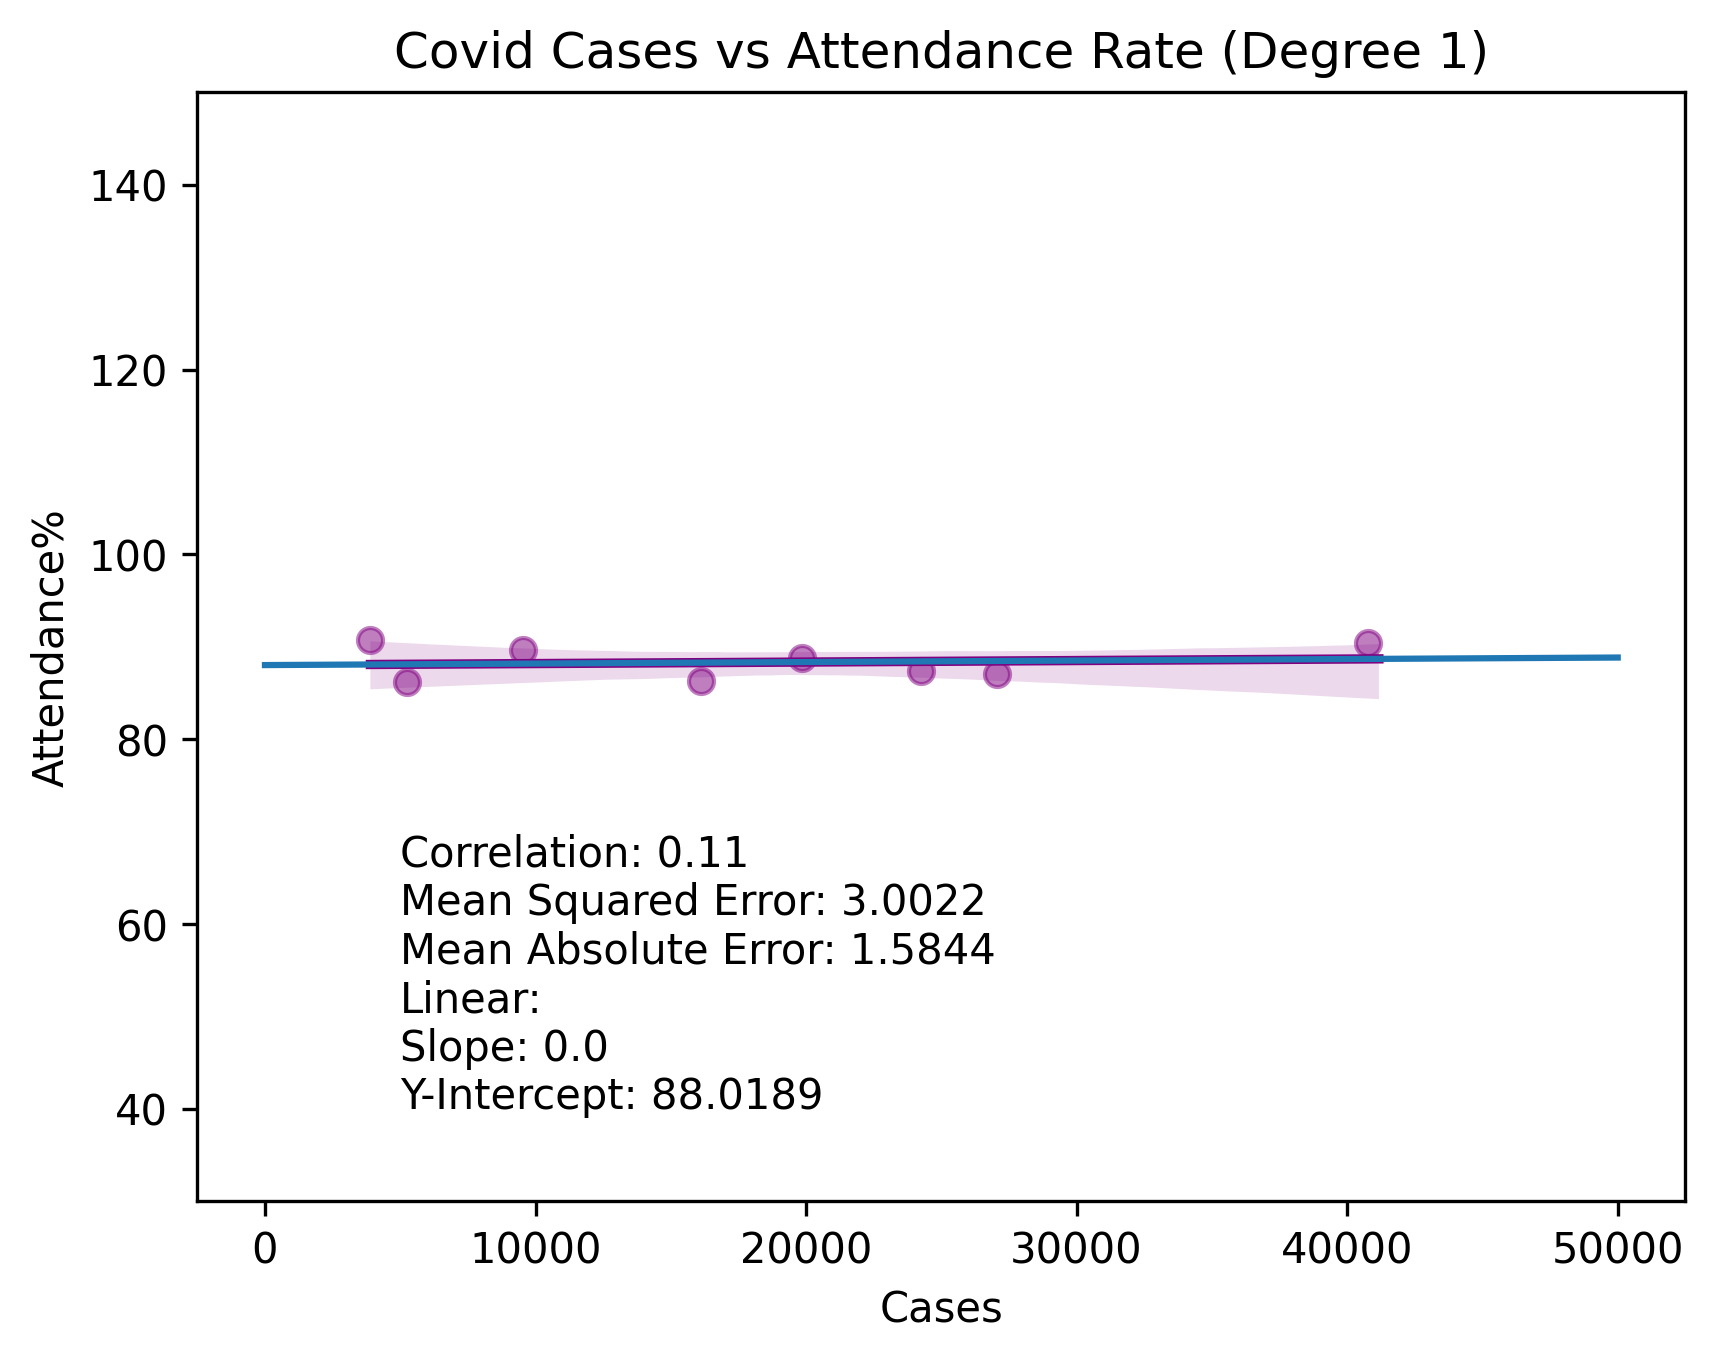 Covid Cases vs Attendance Rate (Degree 1)
140
120
100
80
60
40
Attendance%
Correlation: 0.11
Mean Squared Error: 3.0022
Mean Absolute Error: 1.5844
Linear:
Slope: 0.0
Y-Intercept: 88.0189
0 10000 20000 30000 40000 50000
Cases